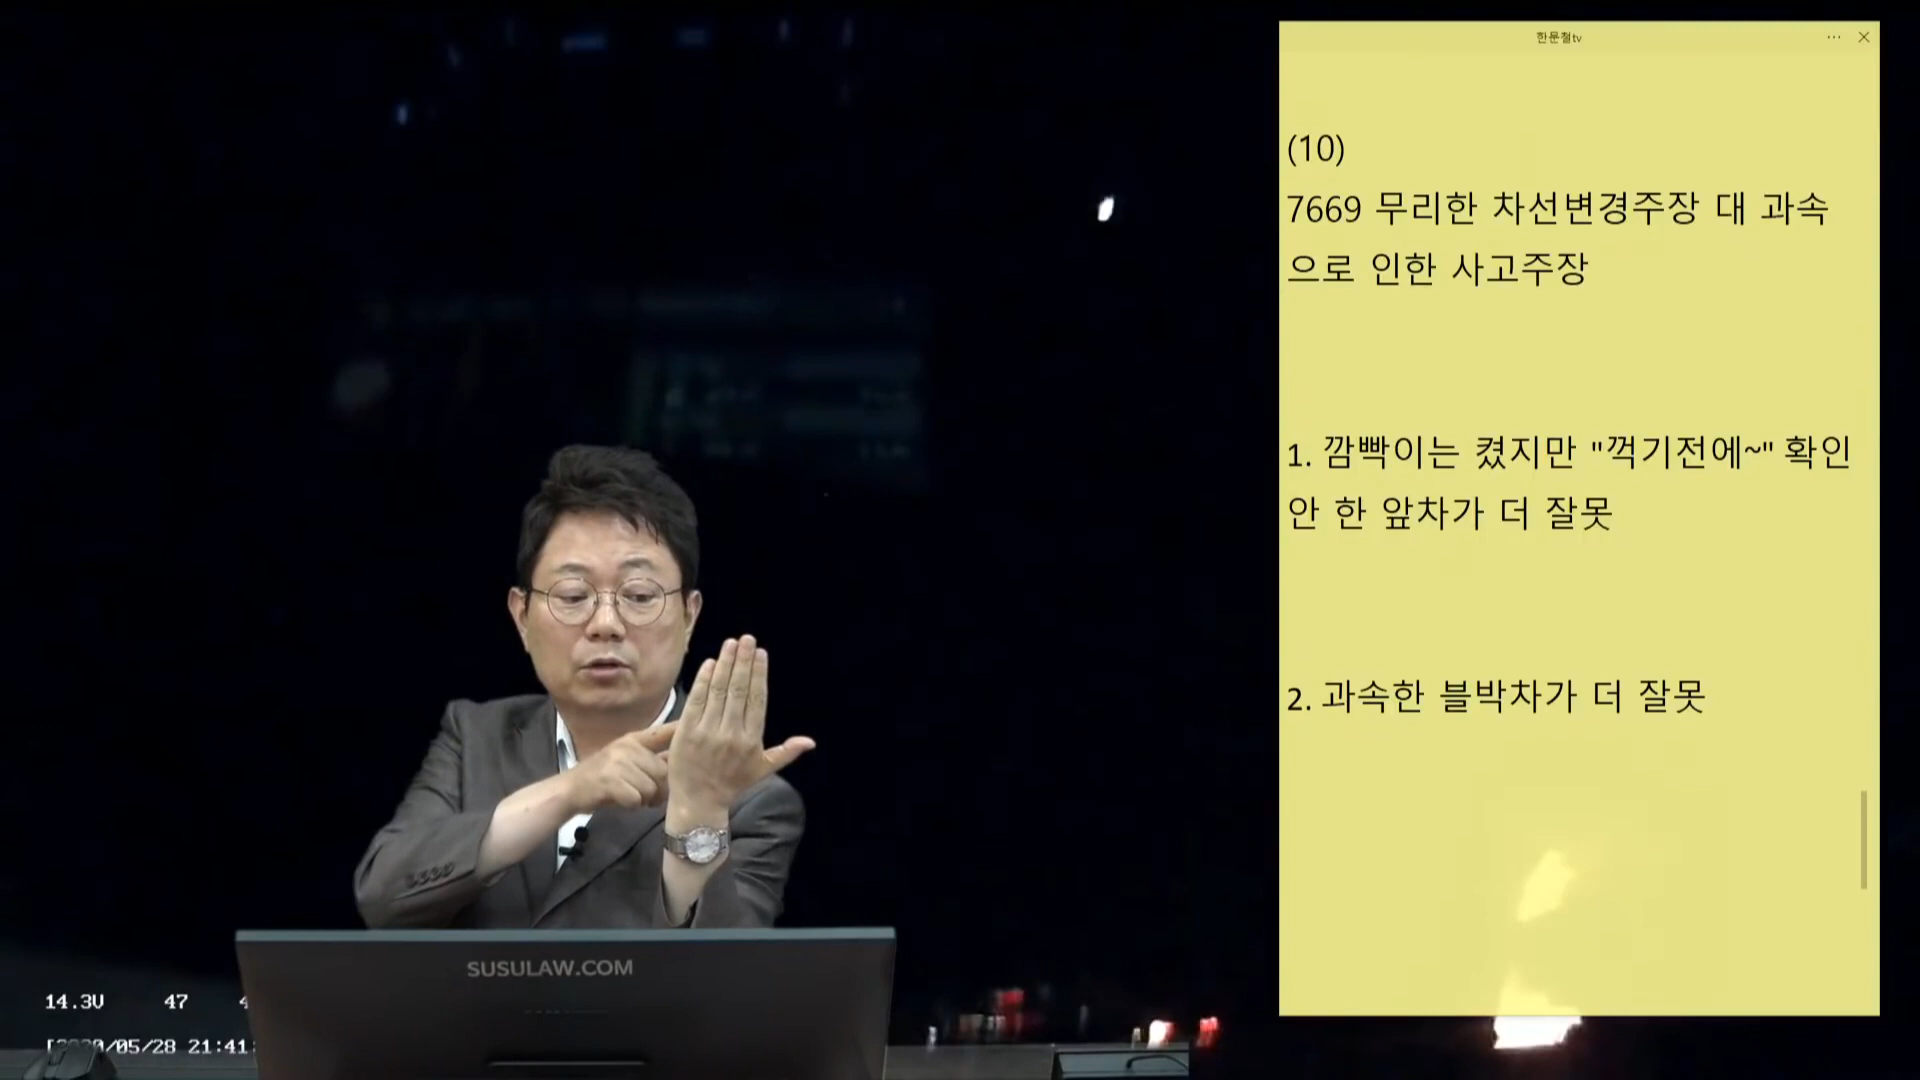 한문철tv
(10)
7669 무리한 차선변경주장 대 과속
으로 인한 사고주장
1. 깜빡이는 켰지만 "꺽기전에~" 확인
안 한 앞차가 더 잘못
2. 과속한 블박차가 더 잘못
SUSULAW.COM
14.3V 47
/05/28 21:41: